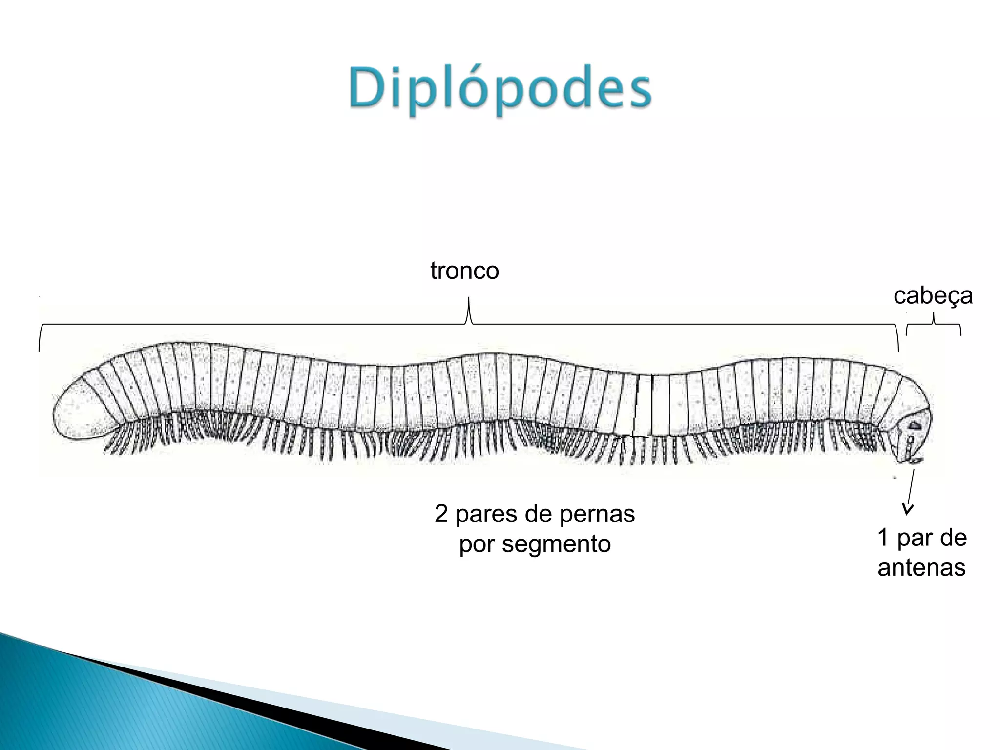 Diplópodes
tronco
cabeça
2 pares de pernas
por segmento
1 par de
antenas